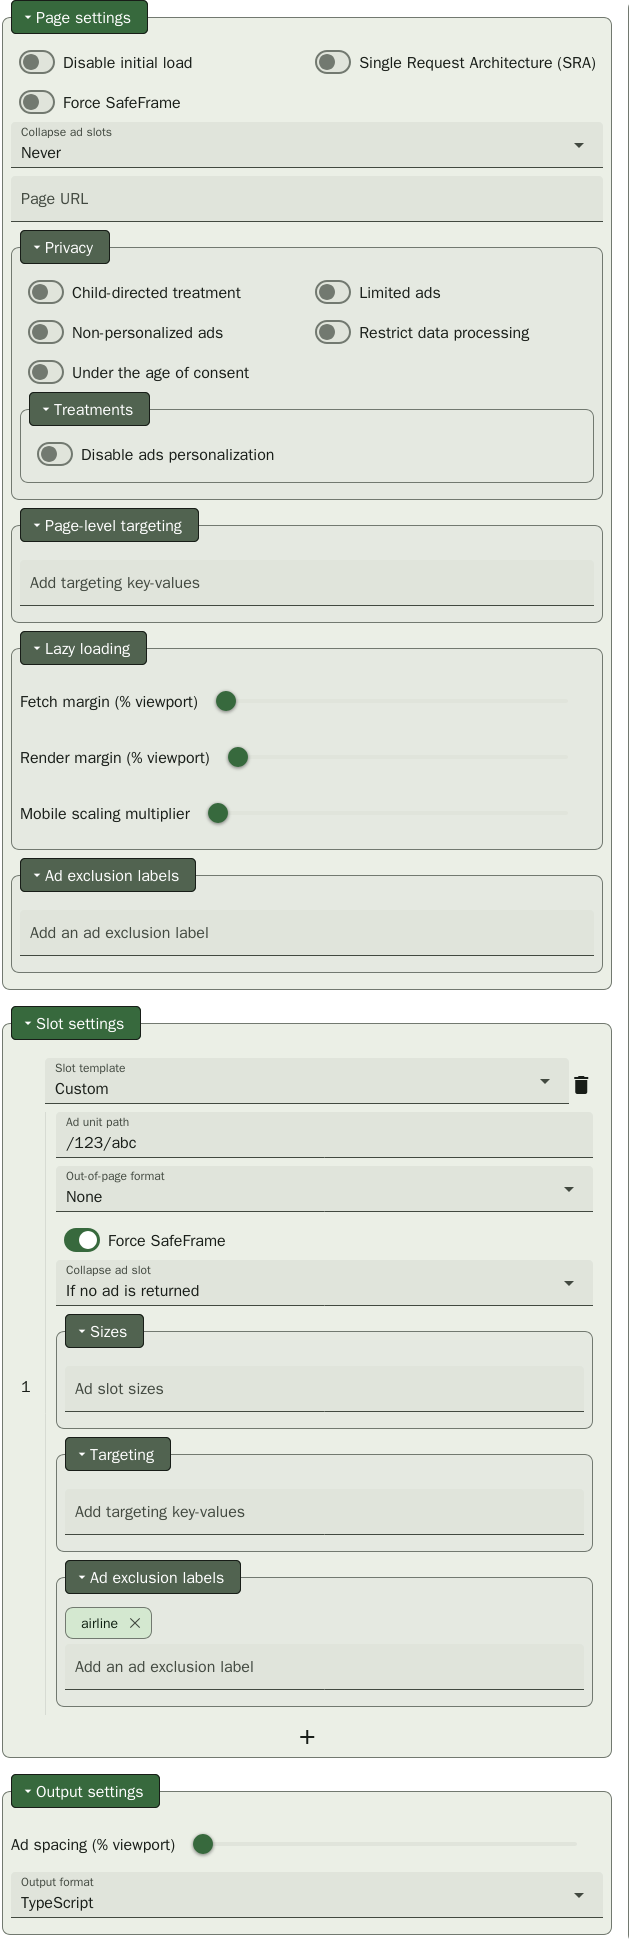 Page settings
Disable initial load
Single Request Architecture (SRA)
Force SafeFrame
Collapse ad slots
Never
Page URL
Privacy
Child-directed treatment
Limited ads
Non-personalized ads
Restrict data processing
Under the age of consent
Treatments
Disable ads personalization
Page-level targeting
Add targeting key-values
Lazy loading
Fetch margin (% viewport)
Render margin (% viewport)
Mobile scaling multiplier
Ad exclusion labels
Add an ad exclusion label
Slot settings
Slot template
Custom
Ad unit path
/123/abc
Out-of-page format
None
Force SafeFrame
Collapse ad slot
If no ad is returned
Sizes
1
Ad slot sizes
Targeting
Add targeting key-values
Ad exclusion labels
airline
Add an ad exclusion label
Output settings
Ad spacing (% viewport)
Output format
TypeScript